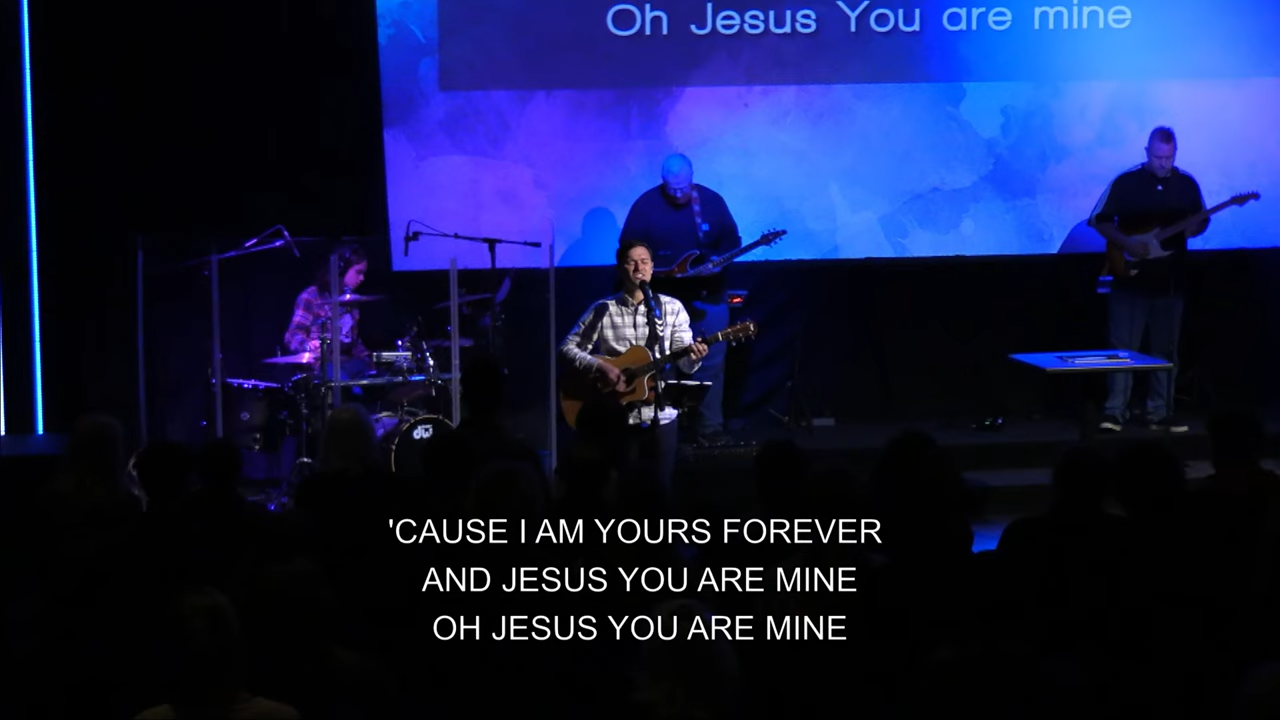 Oh Jesus You are mine
dw
'CAUSE I AM YOURS FOREVER
AND JESUS YOU ARE MINE
OH JESUS YOU ARE MINE